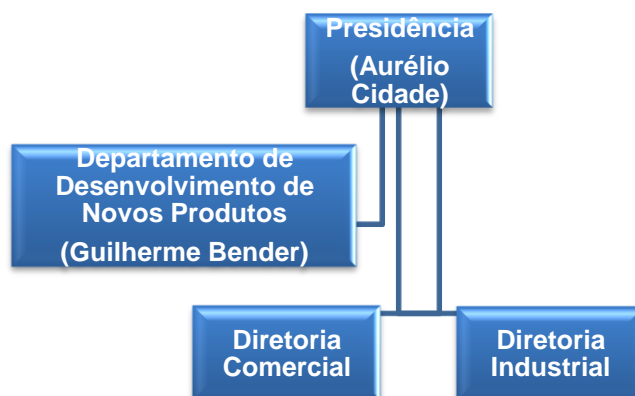 Presidência
(Aurélio
Cidade)
Departamento de
Desenvolvimento de
Novos Produtos
(Guilherme Bender)
Diretoria
Comercial
Diretoria
Industrial